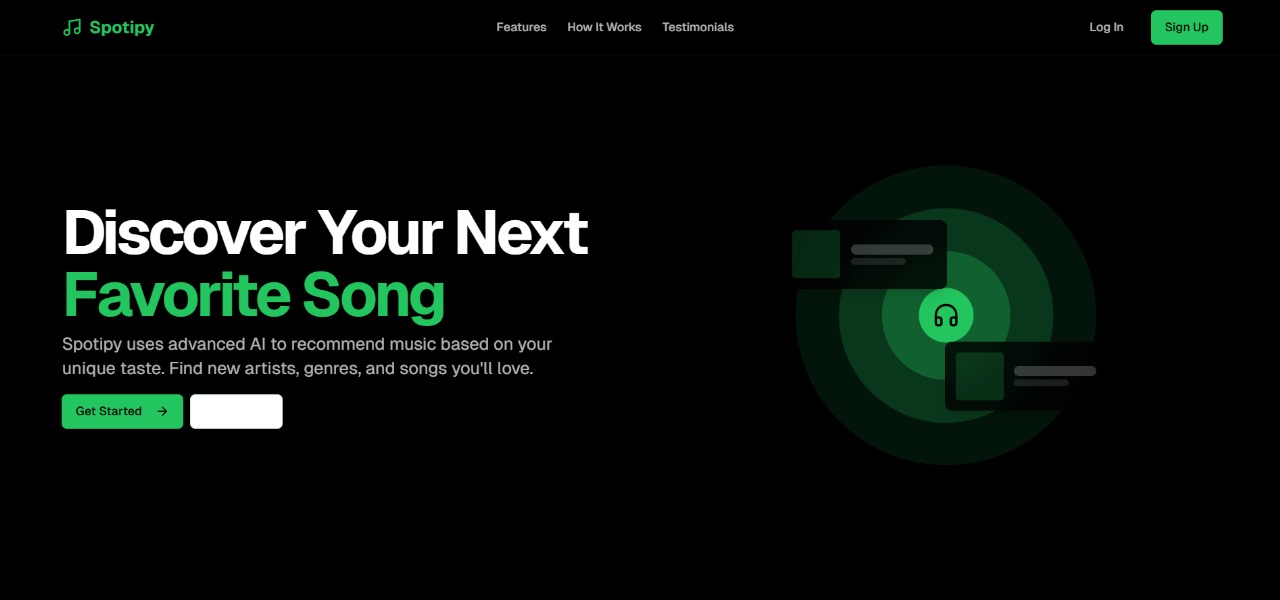 Spotipy
Features
How It Works
Testimonials
Log In
Sign Up
Discover Your Next
Favorite Song
Spotipy uses advanced AI to recommend music based on your
unique taste. Find new artists, genres, and songs you'll love.
Get Started